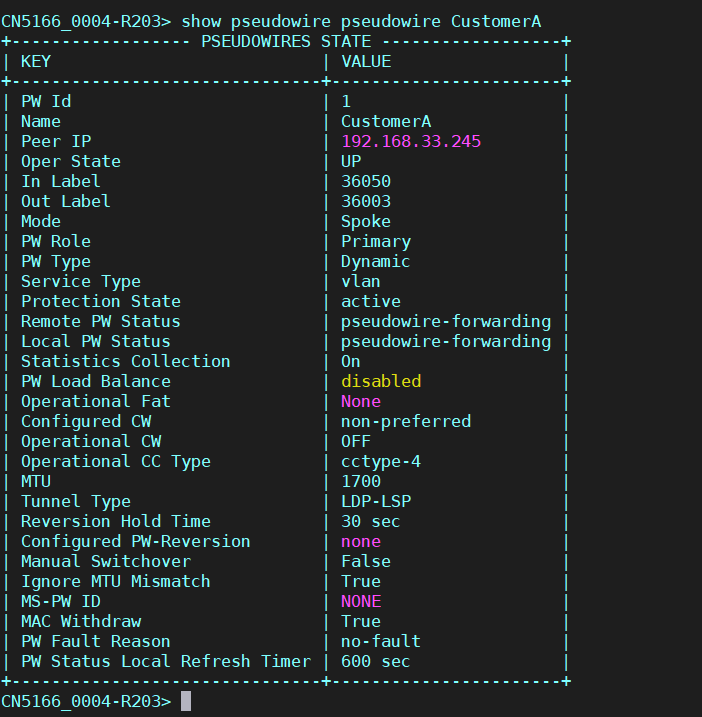 CN5166_0004-R203> show pseudowire pseudowire CustomerA
+------------------ PSEUDOWIRES STATE ------------------+
| KEY                           | VALUE                 |
+-------------------------------+-----------------------+
| PW Id                         | 1                     |
| Name                          | CustomerA             |
| Peer IP                       | 192.168.33.245        |
| Oper State                    | UP                    |
| In Label                      | 36050                 |
| Out Label                     | 36003                 |
| Mode                          | Spoke                 |
| PW Role                       | Primary               |
| PW Type                       | Dynamic               |
| Service Type                  | vlan                  |
| Protection State              | active                |
| Remote PW Status              | pseudowire-forwarding |
| Local PW Status               | pseudowire-forwarding |
| Statistics Collection         | On                    |
| PW Load Balance               | disabled              |
| Operational Fat               | None                  |
| Configured CW                 | non-preferred         |
| Operational CW                | OFF                   |
| Operational CC Type           | cctype-4              |
| MTU                           | 1700                  |
| Tunnel Type                   | LDP-LSP               |
| Reversion Hold Time           | 30 sec                |
| Configured PW-Reversion       | none                  |
| Manual Switchover             | False                 |
| Ignore MTU Mismatch           | True                  |
| MS-PW ID                      | NONE                  |
| MAC Withdraw                  | True                  |
| PW Fault Reason               | no-fault              |
| PW Status Local Refresh Timer | 600 sec               |
+-------------------------------+-----------------------+
CN5166_0004-R203>